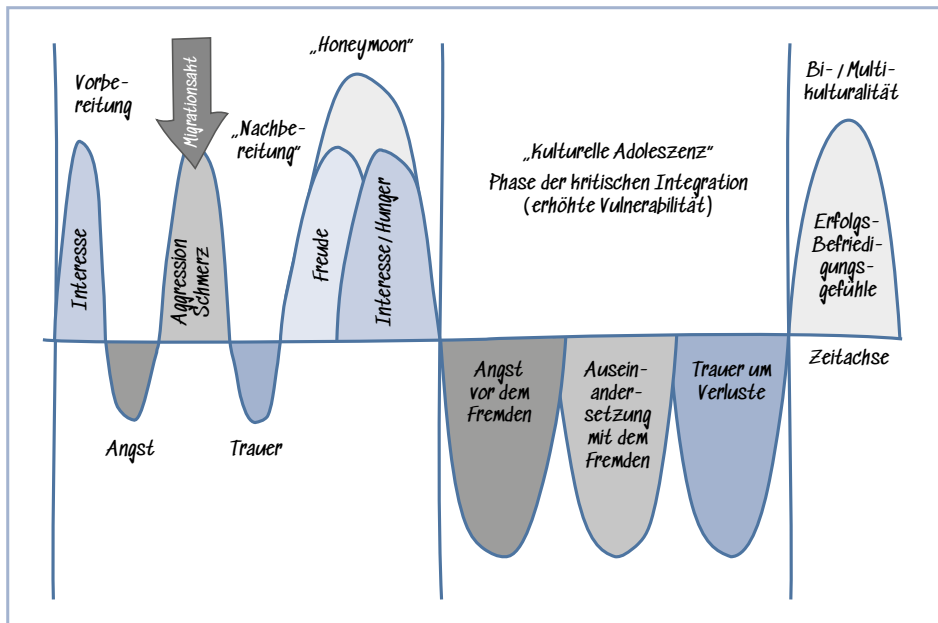 Vorbe-
reitung
Migrationsakt
„Nachbe-
reitung“
„Honeymoon“
Bi- / Multi-
kulturalität
„Kulturelle Adoleszenz“
Phase der kritischen Integration
(erhöhte Vulnerabilität)
Interesse
Aggression
Schmerz
Freude
Interesse/Hunger
Erfolgs-
Befriedi-
gungs-
gefühle
Angst
Trauer
Angst
vor dem
Fremden
Ausein-
ander-
setzung
mit dem
Fremden
Trauer um
Verluste
Zeitachse